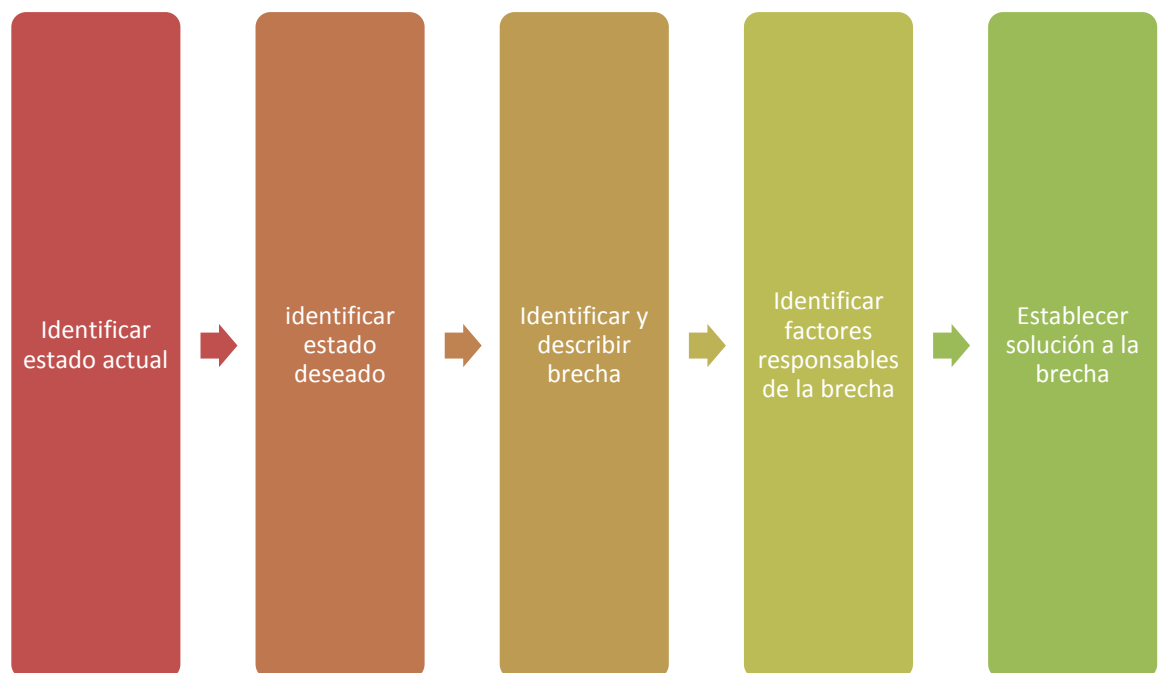 Identificar
estado actual
identificar
estado
deseado
Identificar y
describir
brecha
Identificar
factores
responsables
de la brecha
Establecer
solución a la
brecha